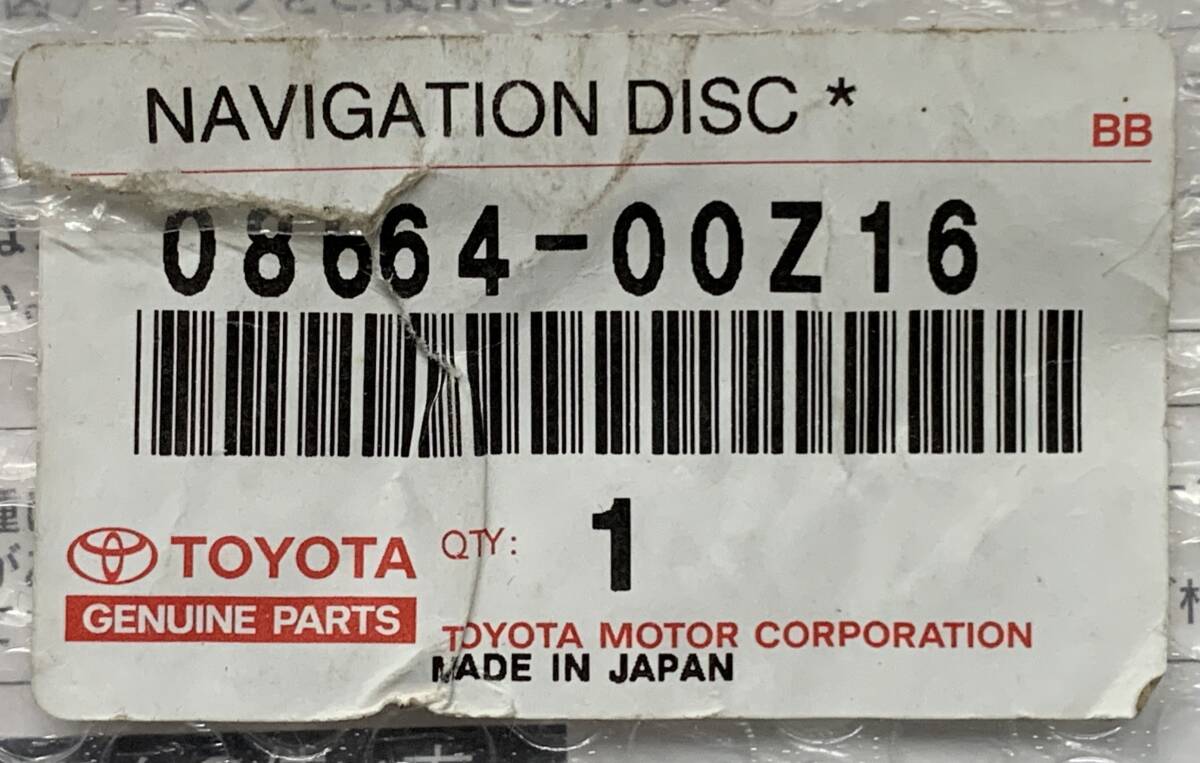 NAVIGATION DISC *
BB
08664-00Z16
TOYOTA
GENUINE PARTS
QTY: 1
TOYOTA MOTOR CORPORATION
MADE IN JAPAN